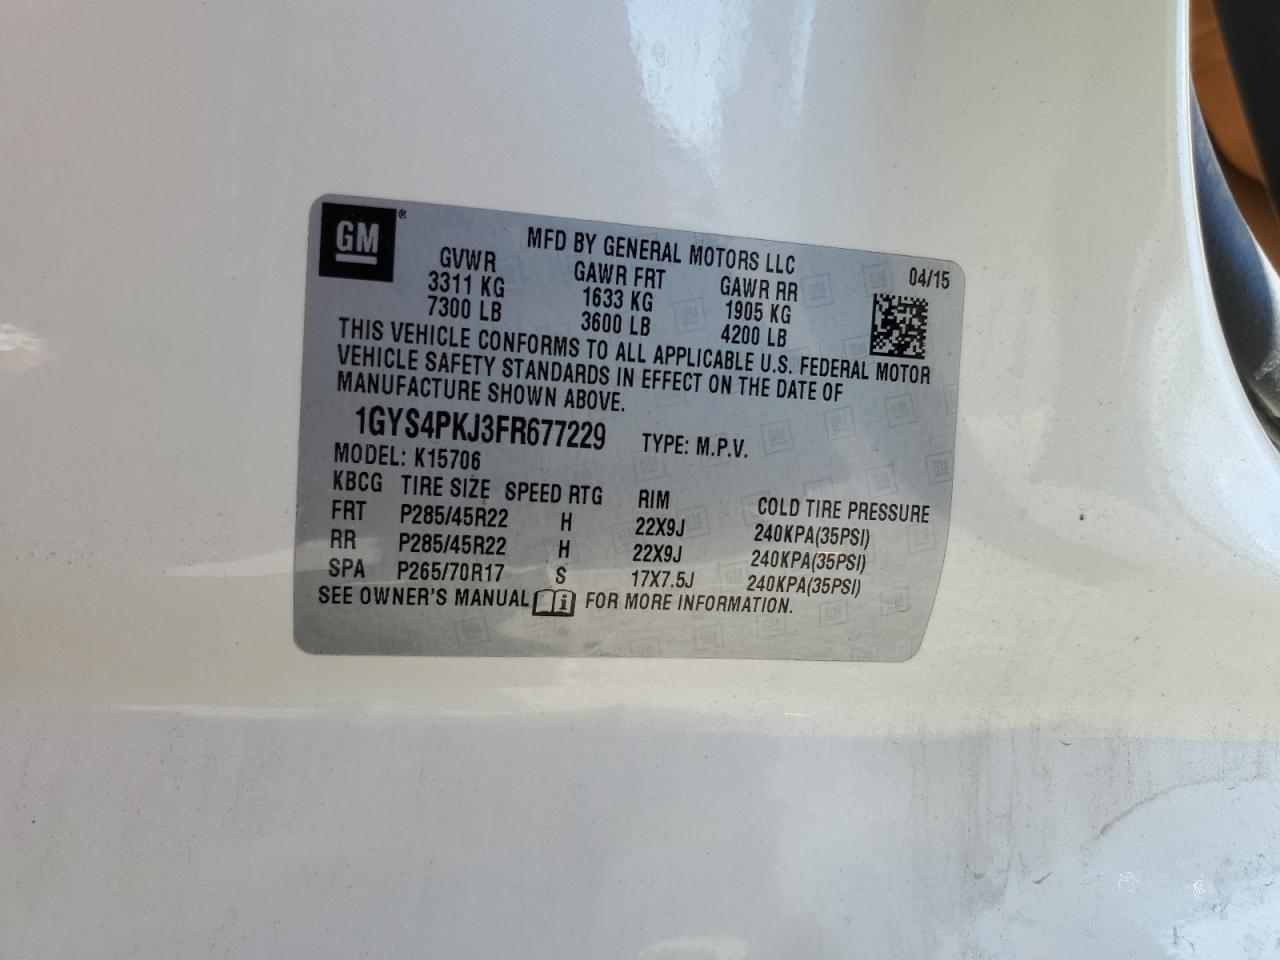 GM®
MFD BY GENERAL MOTORS LLC
04/15
GVWR GAWR FRT GAWR RR
3311 KG 1633 KG 1905 KG
7300 LB 3600 LB 4200 LB
THIS VEHICLE CONFORMS TO ALL APPLICABLE U.S. FEDERAL MOTOR
VEHICLE SAFETY STANDARDS IN EFFECT ON THE DATE OF
MANUFACTURE SHOWN ABOVE.
1GYS4PKJ3FR677229 TYPE: M.P.V.
MODEL: K15706
KBCG TIRE SIZE SPEED RTG RIM COLD TIRE PRESSURE
FRT P285/45R22 H 22X9J 240KPA(35PSI)
RR P285/45R22 H 22X9J 240KPA(35PSI)
SPA P265/70R17 S 17X7.5J 240KPA(35PSI)
SEE OWNER'S MANUAL i FOR MORE INFORMATION.